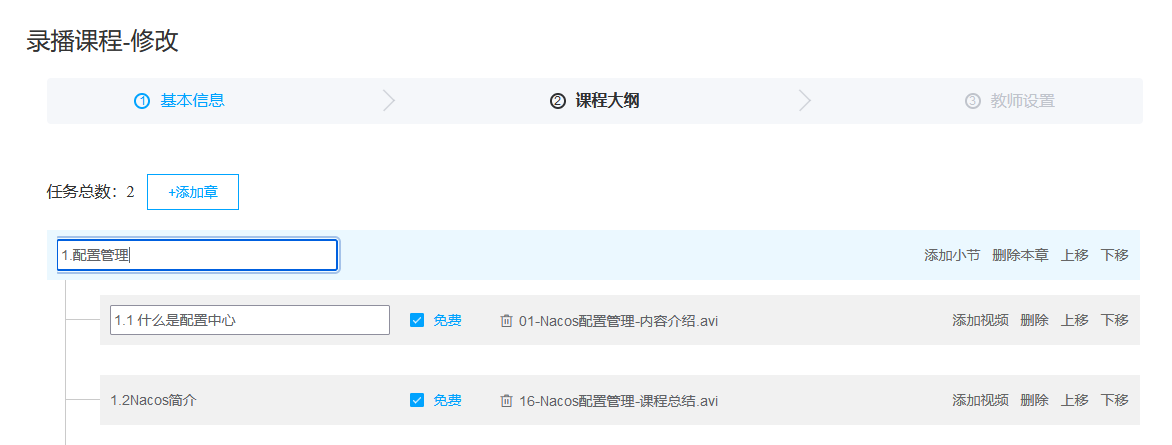 录播课程-修改
① 基本信息 ② 课程大纲 ③ 教师设置
任务总数：2 +添加章
1.配置管理 添加小节 删除本章 上移 下移
1.1 什么是配置中心 免费 01-Nacos配置管理-内容介绍.avi 添加视频 删除 上移 下移
1.2Nacos简介 免费 16-Nacos配置管理-课程总结.avi 添加视频 删除 上移 下移